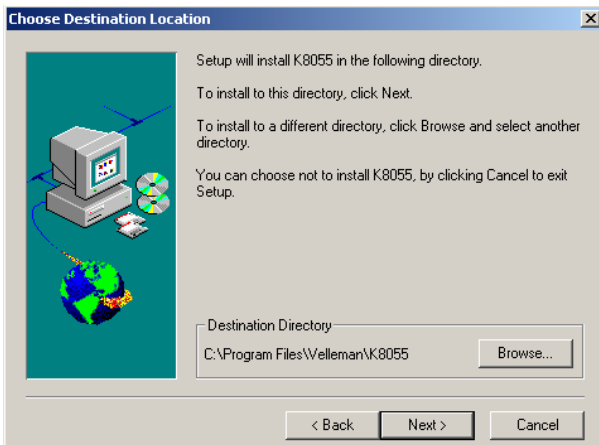 Choose Destination Location
Setup will install K8055 in the following directory.
To install to this directory, click Next.
To install to a different directory, click Browse and select another
directory.
You can choose not to install K8055, by clicking Cancel to exit
Setup.
Destination Directory
C:\Program Files\Velleman\K8055
Browse...
< Back
Next >
Cancel